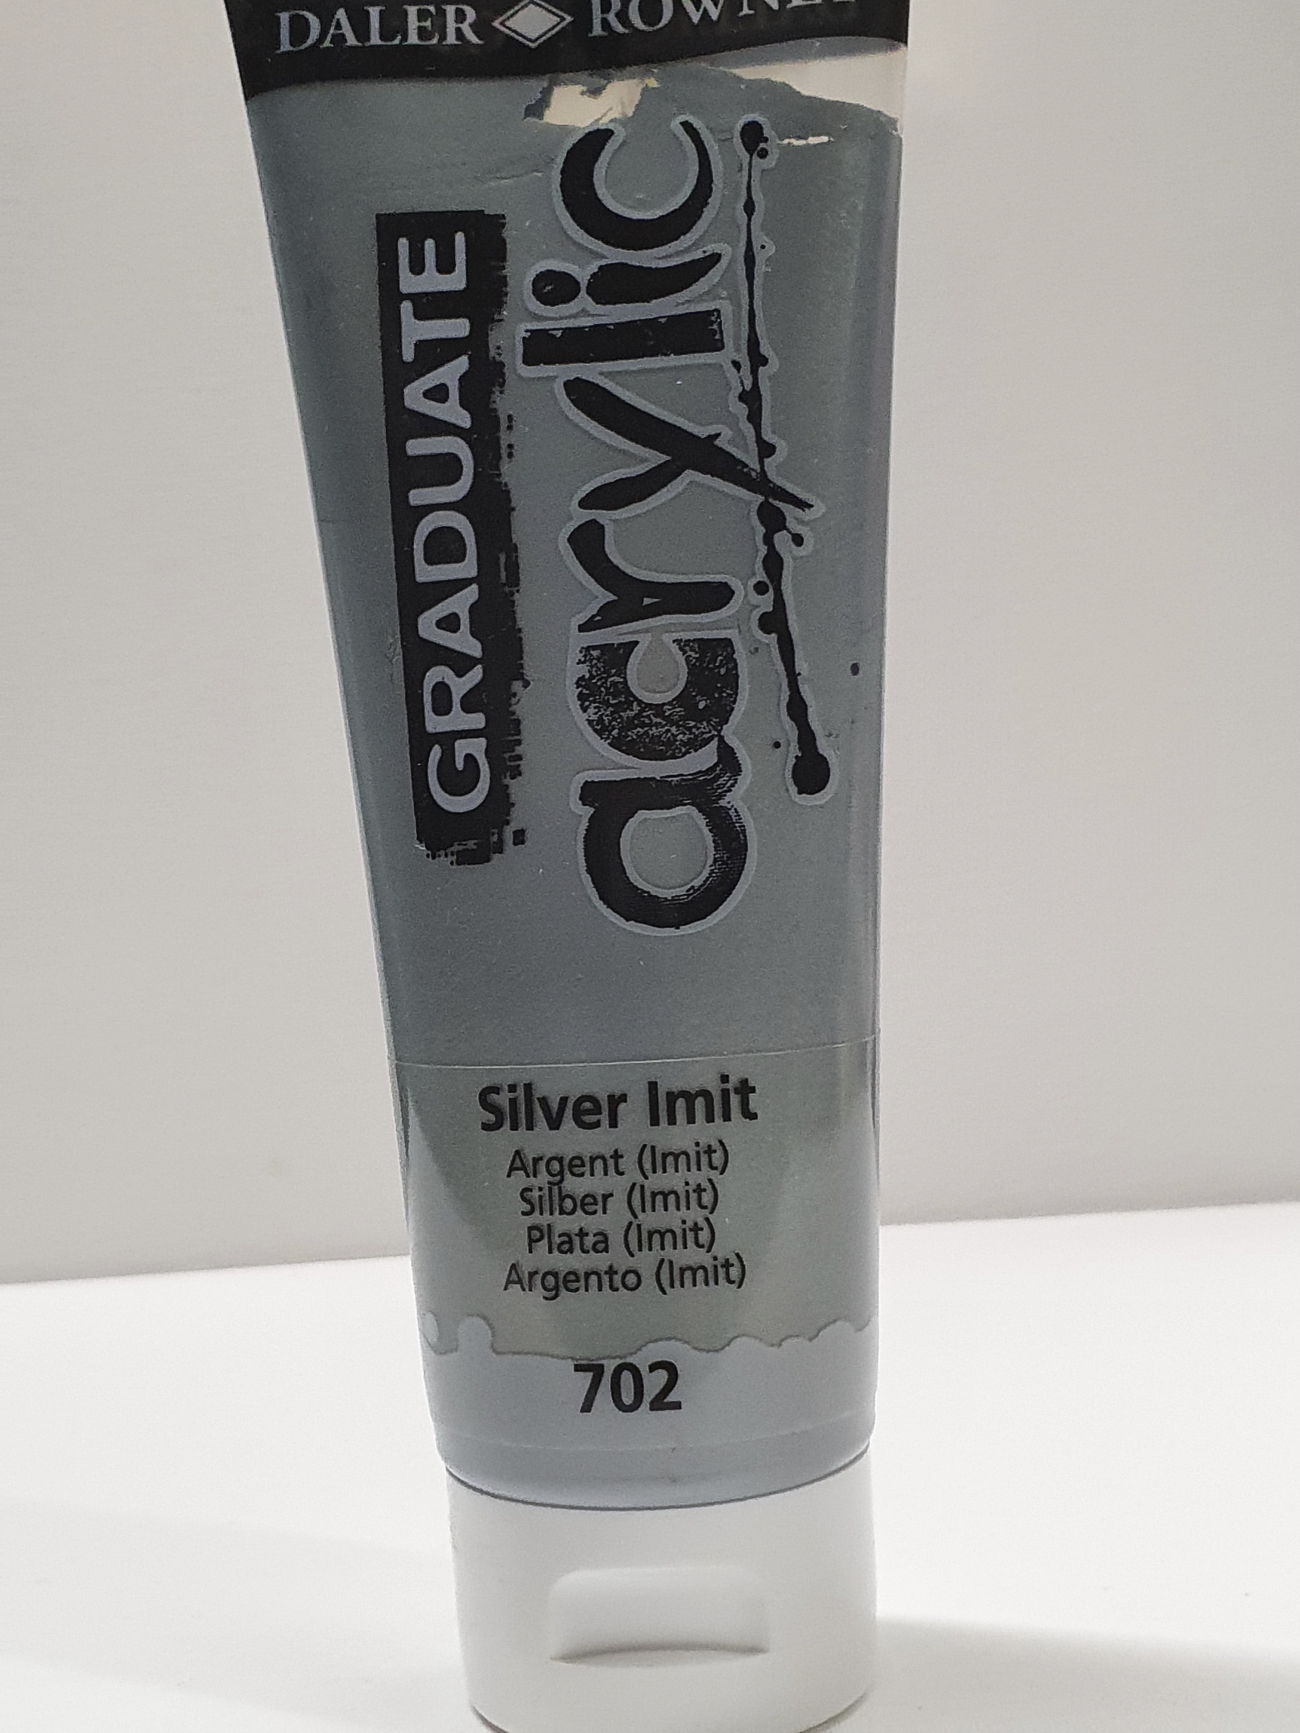 DALER ROWNEY
GRADUATE
acrylic
Silver Imit
Argent (Imit)
Silber (Imit)
Plata (Imit)
Argento (Imit)
702